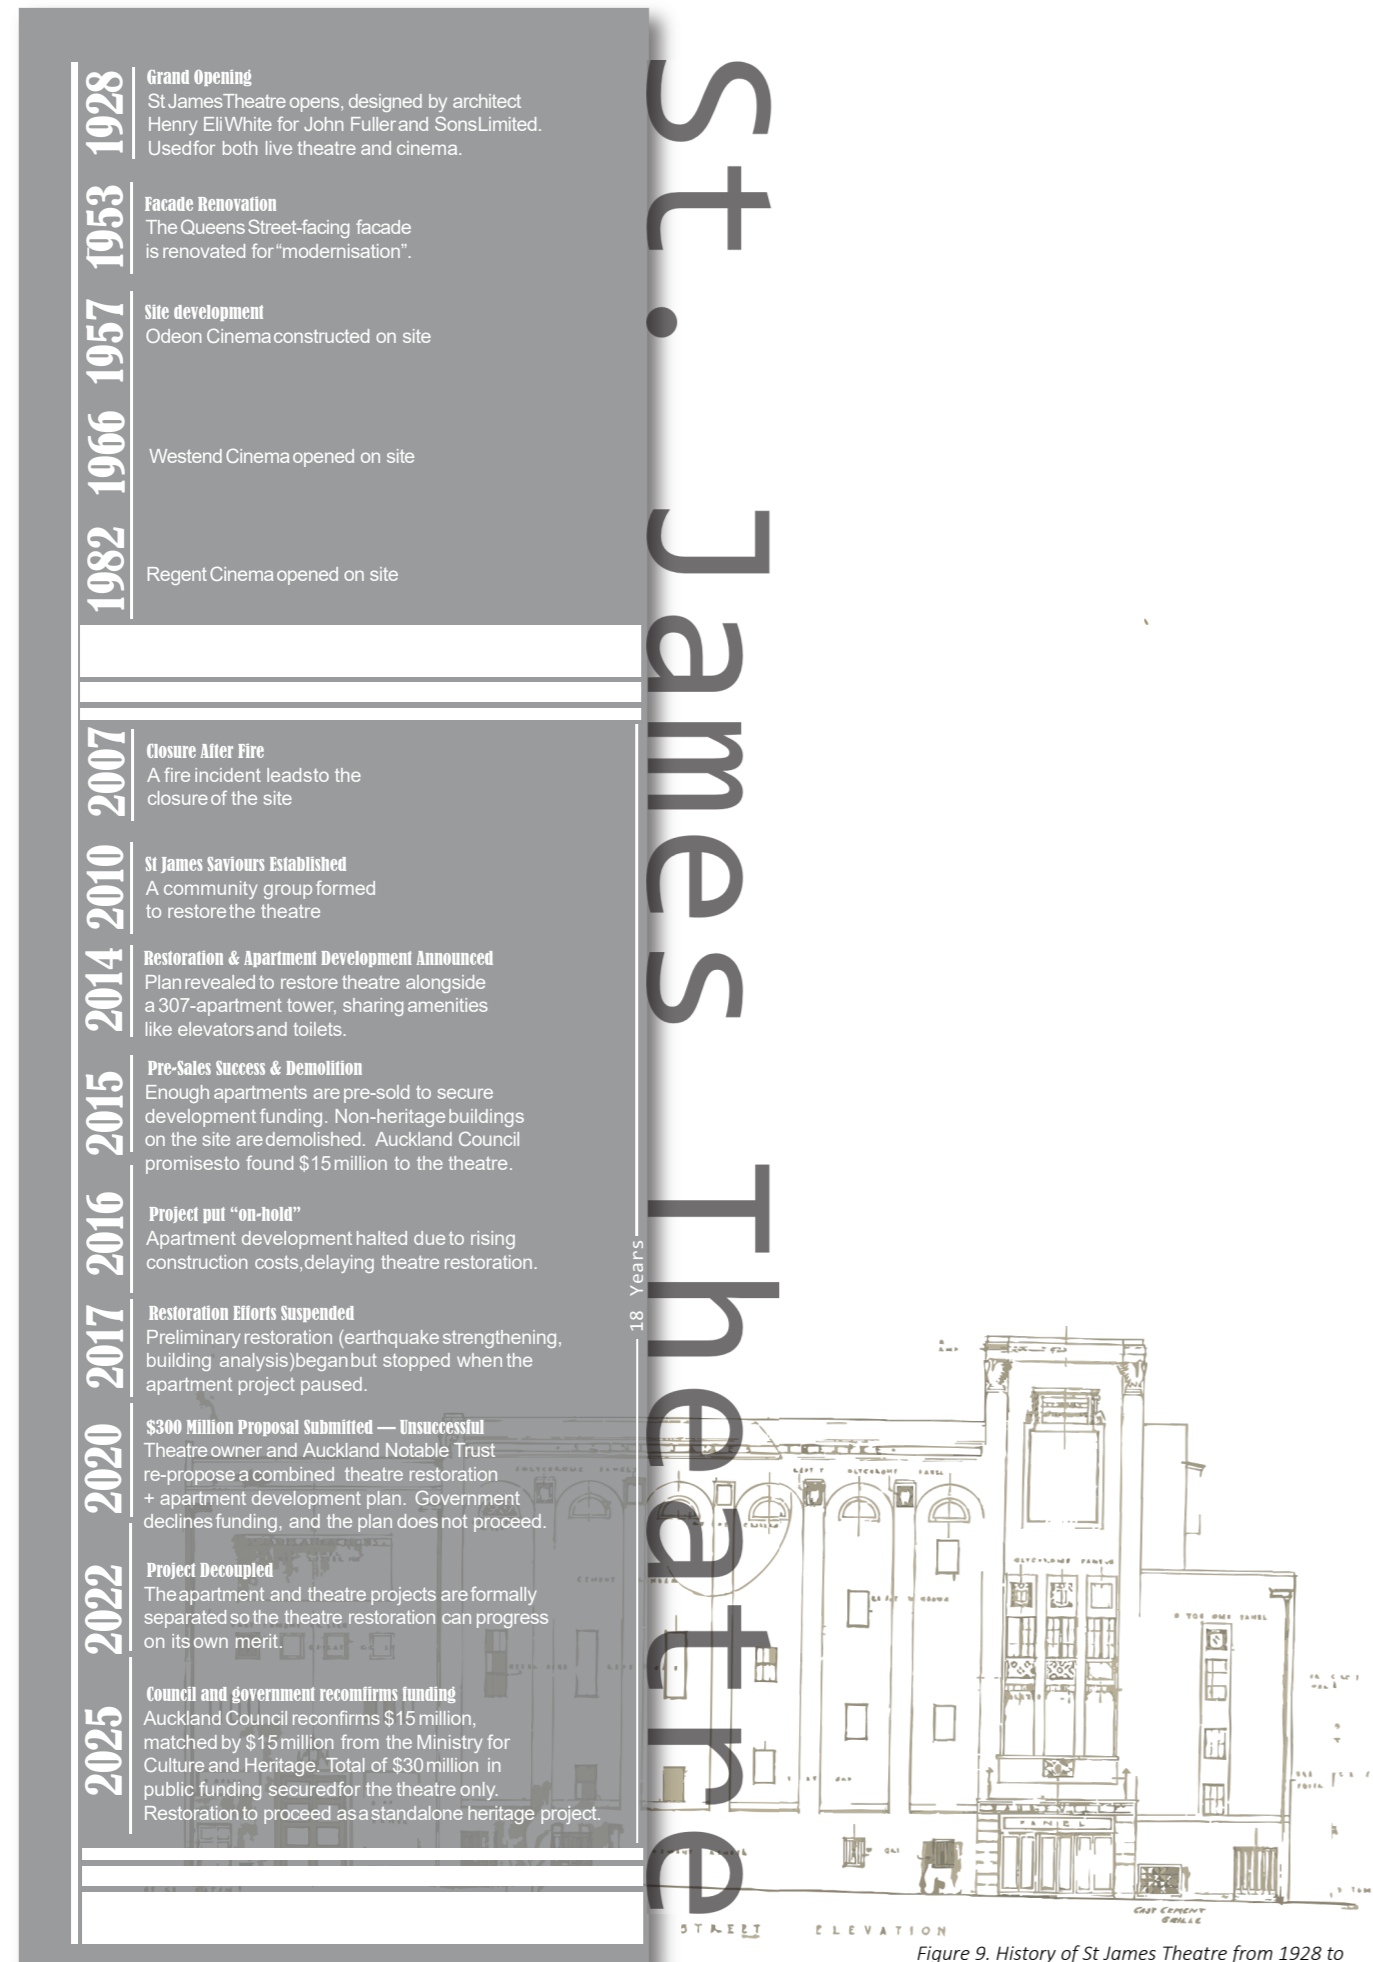 St. James Theatre
1928
Grand Opening
St James Theatre opens, designed by architect
Henry Eli White for John Fuller and Sons Limited.
Used for both live theatre and cinema.
1953
Facade Renovation
The Queens Street-facing facade
is renovated for “modernisation”.
1957
Site development
Odeon Cinema constructed on site
1966
Westend Cinema opened on site
1982
Regent Cinema opened on site
2007
Closure After Fire
A fire incident leads to the
closure of the site
2010
St James Saviours Established
A community group formed
to restore the theatre
2014
Restoration & Apartment Development Announced
Plan revealed to restore theatre alongside
a 307-apartment tower, sharing amenities
like elevators and toilets.
2015
Pre-Sales Success & Demolition
Enough apartments are pre-sold to secure
development funding. Non-heritage buildings
on the site are demolished. Auckland Council
promises to found $15 million to the theatre.
2016
Project put “on-hold”
Apartment development halted due to rising
construction costs, delaying theatre restoration.
18 Years
2017
Restoration Efforts Suspended
Preliminary restoration (earthquake strengthening,
building analysis) began but stopped when the
apartment project paused.
2020
$300 Million Proposal Submitted — Unsuccessful
Theatre owner and Auckland Notable Trust
re-propose a combined theatre restoration
+ apartment development plan. Government
declines funding, and the plan does not proceed.
2022
Project Decoupled
The apartment and theatre projects are formally
separated so the theatre restoration can progress
on its own merit.
2025
Council and government recomfirms funding
Auckland Council reconfirms $15 million,
matched by $15 million from the Ministry for
Culture and Heritage. Total of $30 million in
public funding secured for the theatre only.
Restoration to proceed as a standalone heritage project.
PANEL
CAST CEMENT
GRILLE
STREET ELEVATION
Figure 9. History of St James Theatre from 1928 to